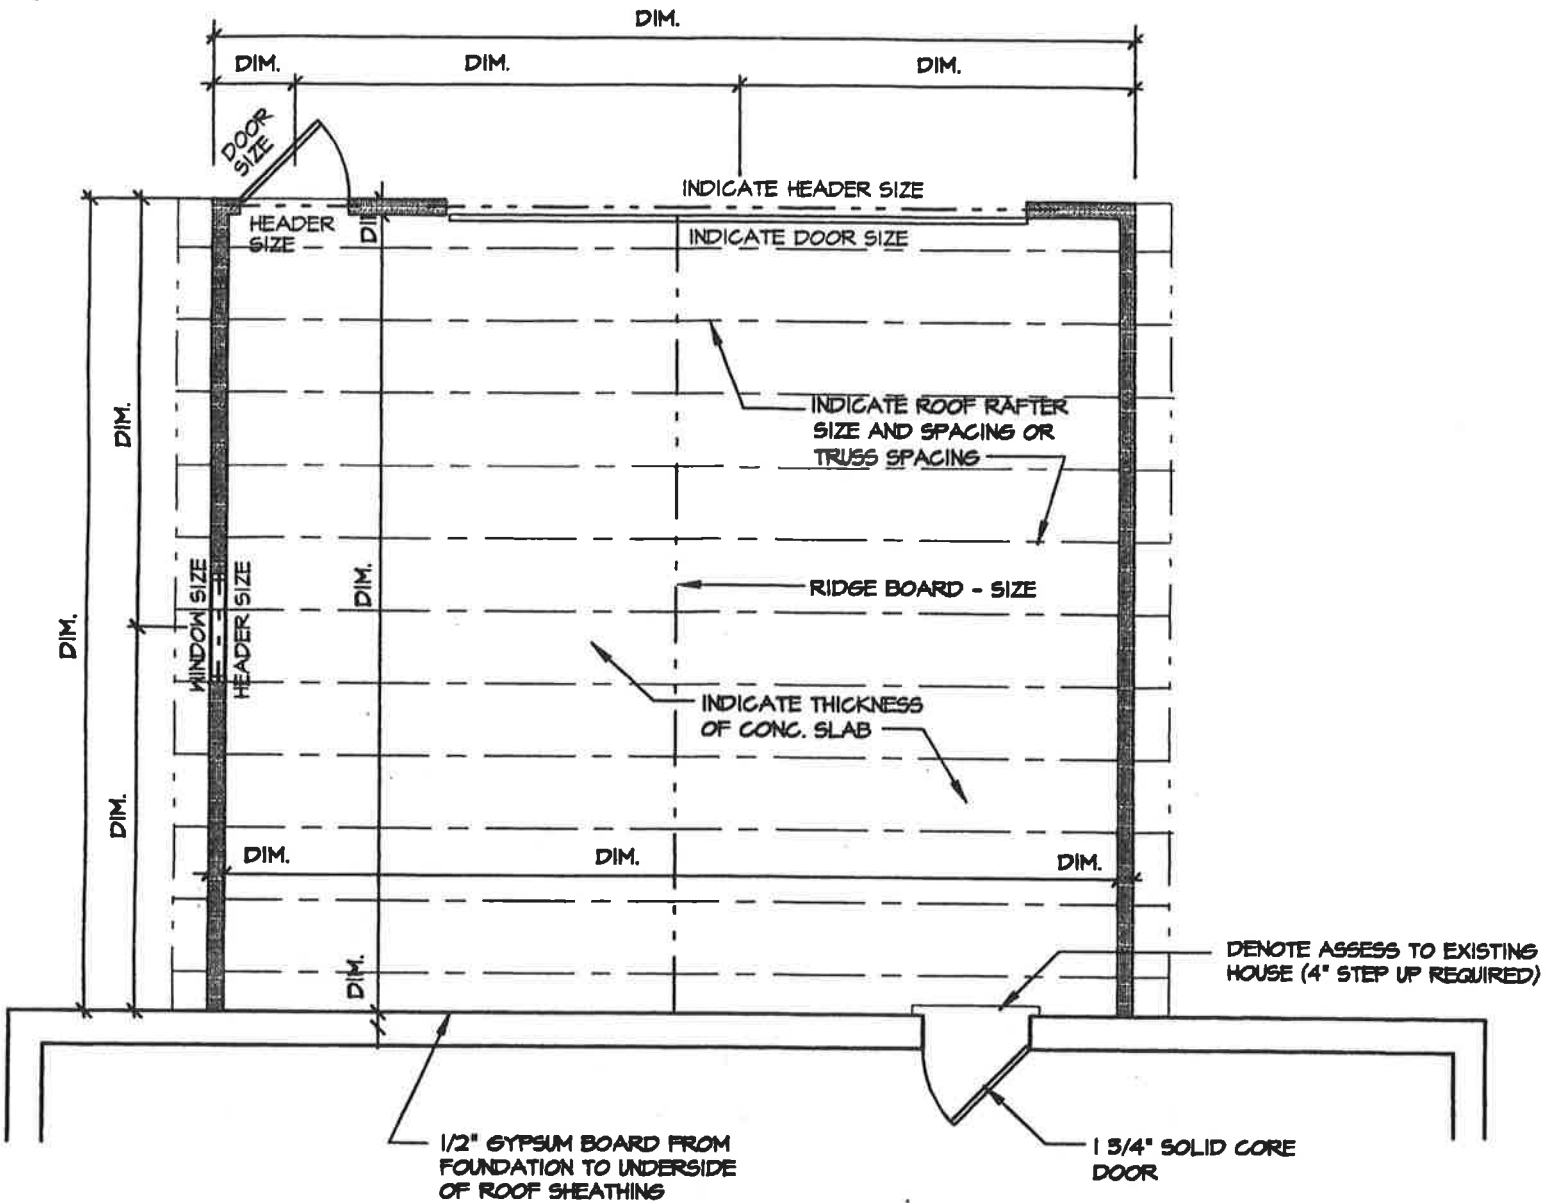 DIM.
DIM.
DIM.
DIM.
DOOR
SIZE
INDICATE HEADER SIZE
HEADER
SIZE
DIM.
INDICATE DOOR SIZE
INDICATE ROOF RAFTER
SIZE AND SPACING OR
TRUSS SPACING
DIM.
WINDOW SIZE
HEADER SIZE
DIM.
RIDGE BOARD - SIZE
DIM.
INDICATE THICKNESS
OF CONC. SLAB
DIM.
DIM.
DIM.
DIM.
DIM.
DENOTE ASSESS TO EXISTING
HOUSE (4" STEP UP REQUIRED)
1/2" GYPSUM BOARD FROM
FOUNDATION TO UNDERSIDE
OF ROOF SHEATHING
1 3/4" SOLID CORE
DOOR